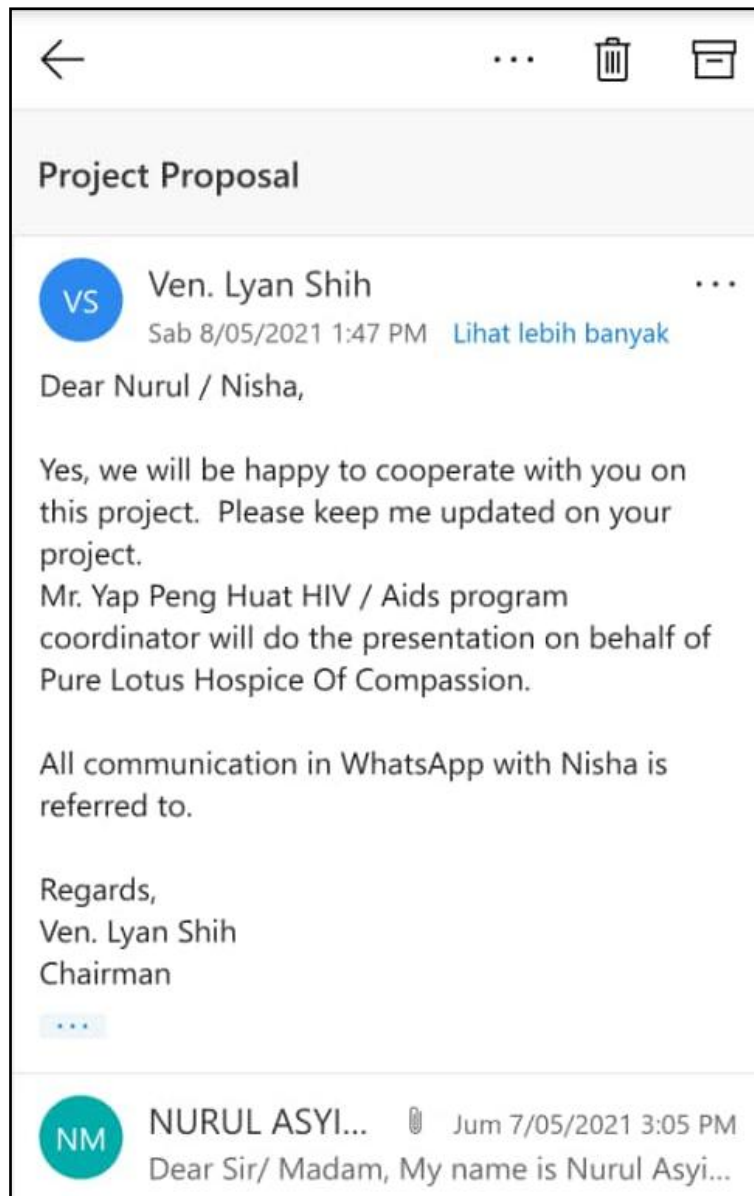 Project Proposal
VS
Ven. Lyan Shih
Sab 8/05/2021 1:47 PM Lihat lebih banyak
Dear Nurul / Nisha,
Yes, we will be happy to cooperate with you on
this project.  Please keep me updated on your
project.
Mr. Yap Peng Huat HIV / Aids program
coordinator will do the presentation on behalf of
Pure Lotus Hospice Of Compassion.
All communication in WhatsApp with Nisha is
referred to.
Regards,
Ven. Lyan Shih
Chairman
NM
NURUL ASYI... Jum 7/05/2021 3:05 PM
Dear Sir/ Madam, My name is Nurul Asyi...